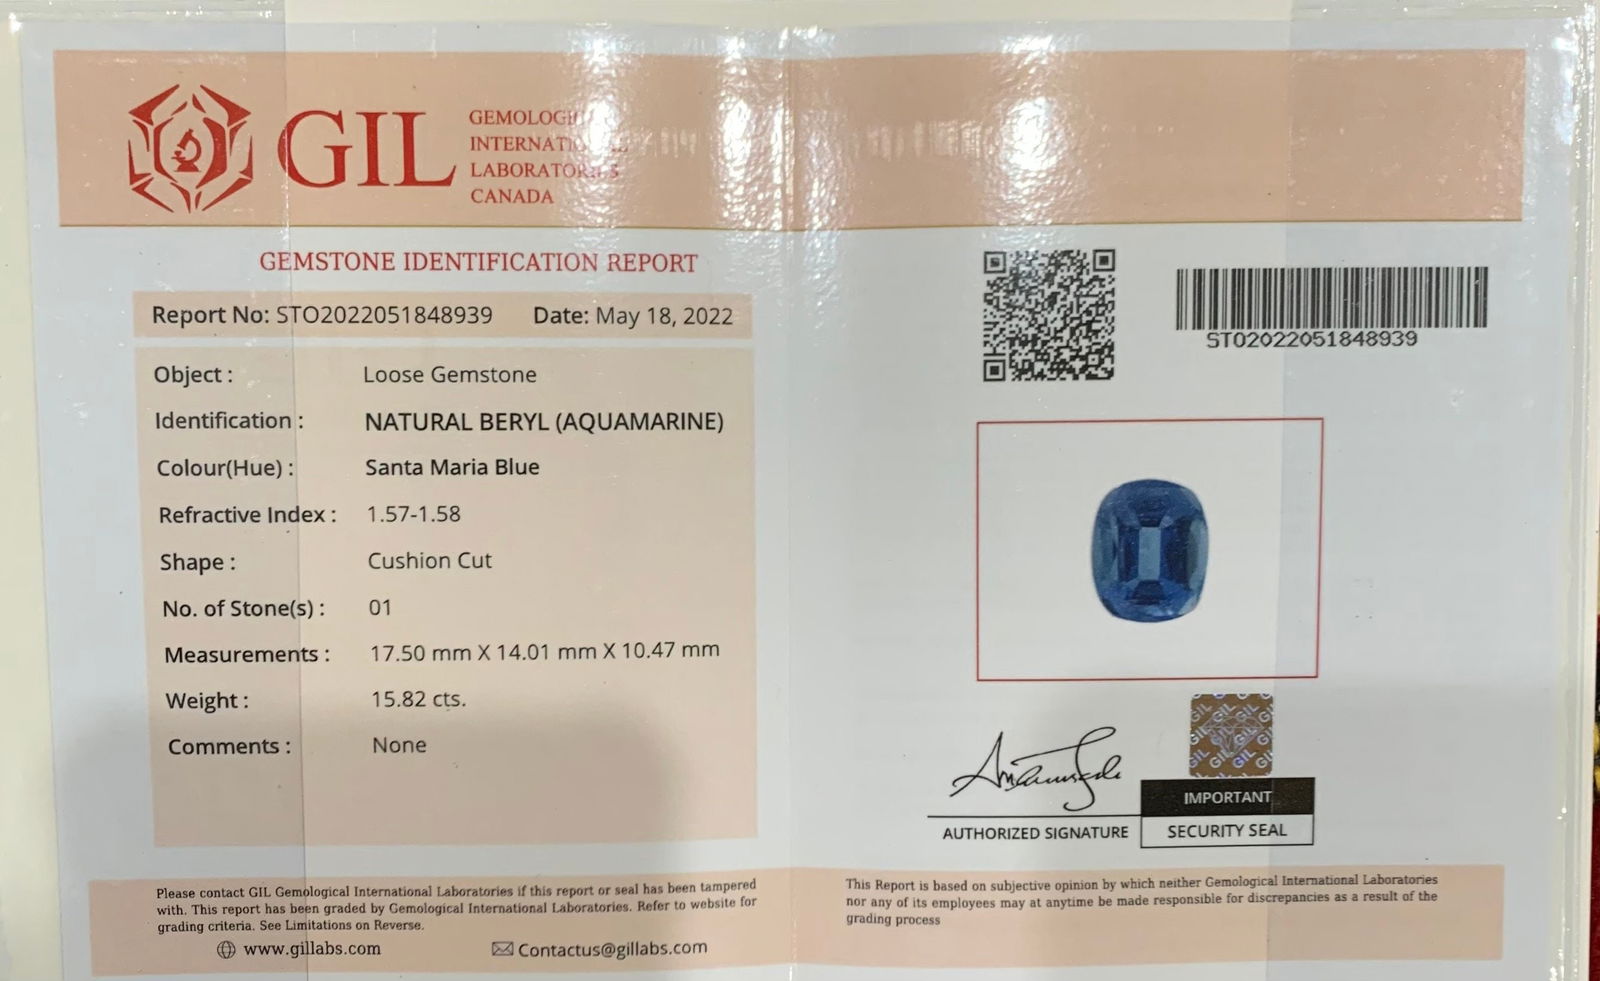 GIL
GEMOLOGICAL
INTERNATIONAL
LABORATORIES
CANADA
GEMSTONE IDENTIFICATION REPORT
Report No: STO2022051848939 Date: May 18, 2022
Object : Loose Gemstone
Identification : NATURAL BERYL (AQUAMARINE)
Colour(Hue) : Santa Maria Blue
Refractive Index : 1.57-1.58
Shape : Cushion Cut
No. of Stone(s) : 01
Measurements : 17.50 mm X 14.01 mm X 10.47 mm
Weight : 15.82 cts.
Comments : None
STO2022051848939
GIL GIL GIL
AUTHORIZED SIGNATURE
IMPORTANT
SECURITY SEAL
Please contact GIL Gemological International Laboratories if this report or seal has been tampered
with. This report has been graded by Gemological International Laboratories. Refer to website for
grading criteria. See Limitations on Reverse.
www.gillabs.com Contactus@gillabs.com
This Report is based on subjective opinion by which neither Gemological International Laboratories
nor any of its employees may at anytime be made responsible for discrepancies as a result of the
grading process